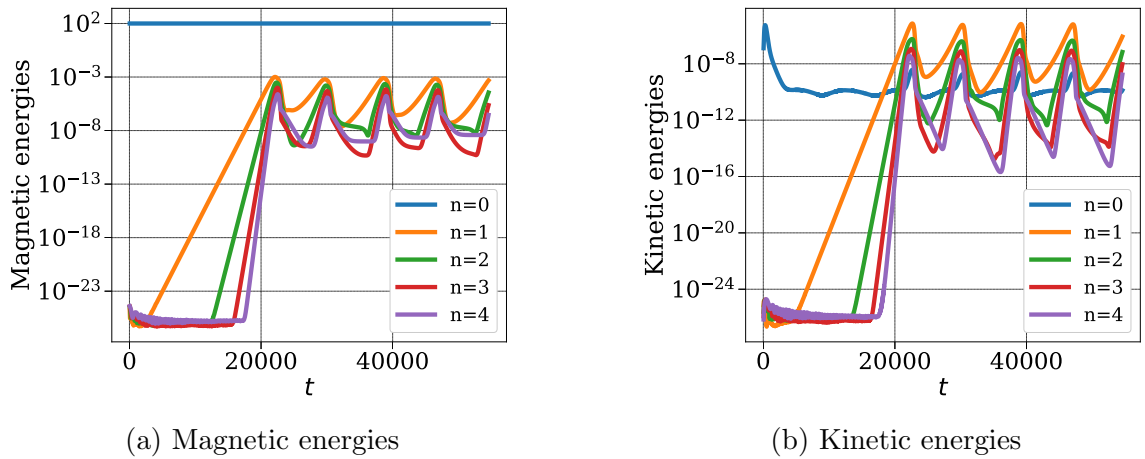 10²
10⁻³
10⁻⁸
10⁻¹³
10⁻¹⁸
10⁻²³
Magnetic energies
0
20000
40000
t
n=0
n=1
n=2
n=3
n=4
(a) Magnetic energies
10⁻⁸
10⁻¹²
10⁻¹⁶
10⁻²⁰
10⁻²⁴
Kinetic energies
0
20000
40000
t
n=0
n=1
n=2
n=3
n=4
(b) Kinetic energies